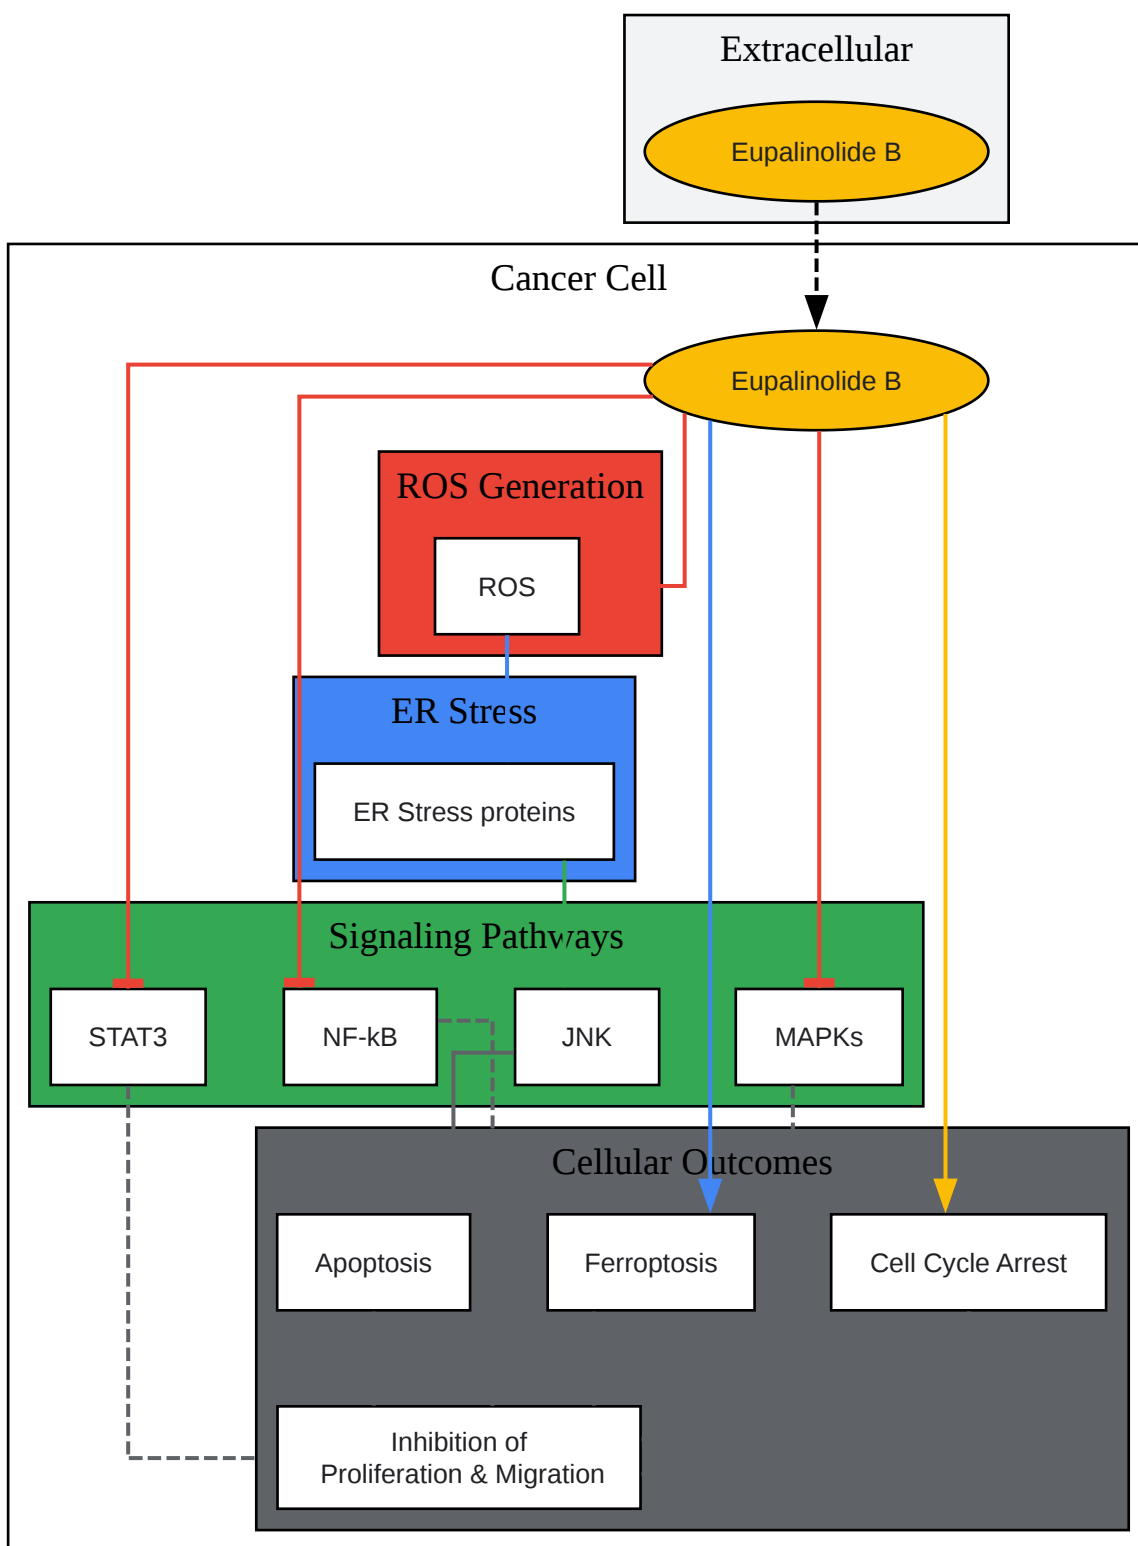 Extracellular
Eupalinolide B
Cancer Cell
Eupalinolide B
ROS Generation
ROS
ER Stress
ER Stress proteins
Signaling Pathways
STAT3
NF-kB
JNK
MAPKs
Cellular Outcomes
Apoptosis
Ferroptosis
Cell Cycle Arrest
Inhibition of
Proliferation & Migration